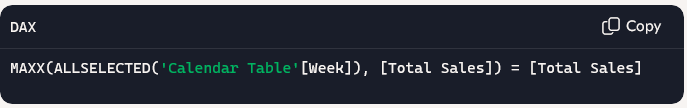 DAX
Copy
MAXX(ALLSELECTED('Calendar Table'[Week]), [Total Sales]) = [Total Sales]